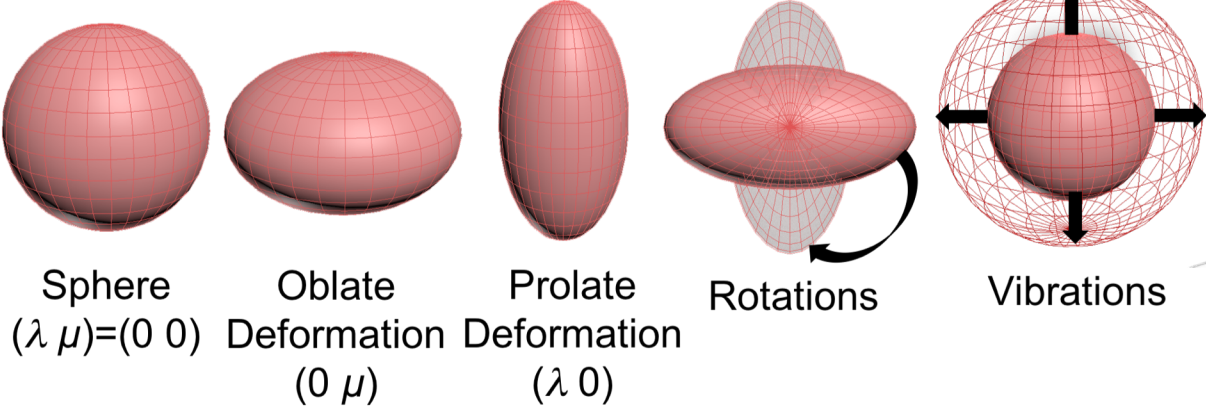 Sphere
(λ μ)=(0 0)
Oblate
Deformation
(0 μ)
Prolate
Deformation
(λ 0)
Rotations
Vibrations